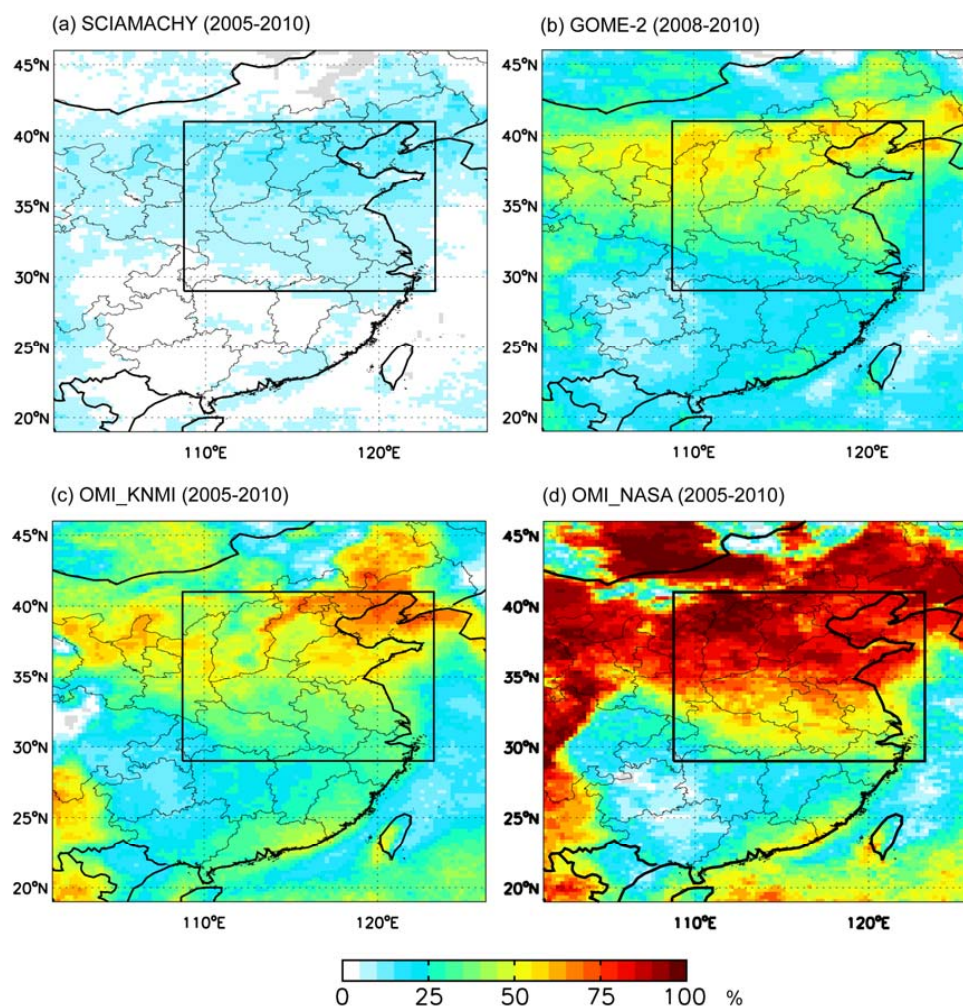 (a) SCIAMACHY (2005-2010)
(b) GOME-2 (2008-2010)
45°N
40°N
35°N
30°N
25°N
20°N
110°E
120°E
45°N
40°N
35°N
30°N
25°N
20°N
110°E
120°E
(c) OMI_KNMI (2005-2010)
(d) OMI_NASA (2005-2010)
45°N
40°N
35°N
30°N
25°N
20°N
110°E
120°E
45°N
40°N
35°N
30°N
25°N
20°N
110°E
120°E
0 25 50 75 100 %